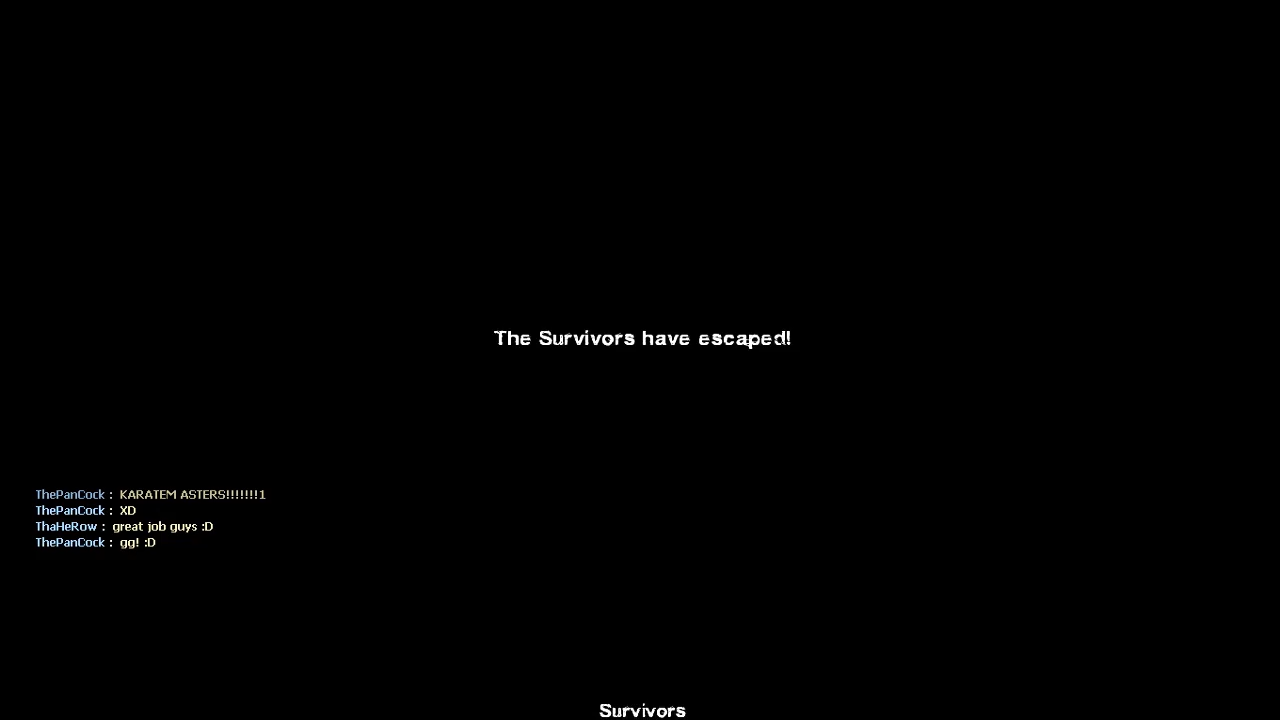 The Survivors have escaped!
ThePanCock : KARATEM ASTERS!!!!!!!1
ThePanCock : XD
ThaHeRow : great job guys :D
ThePanCock : gg! :D
Survivors